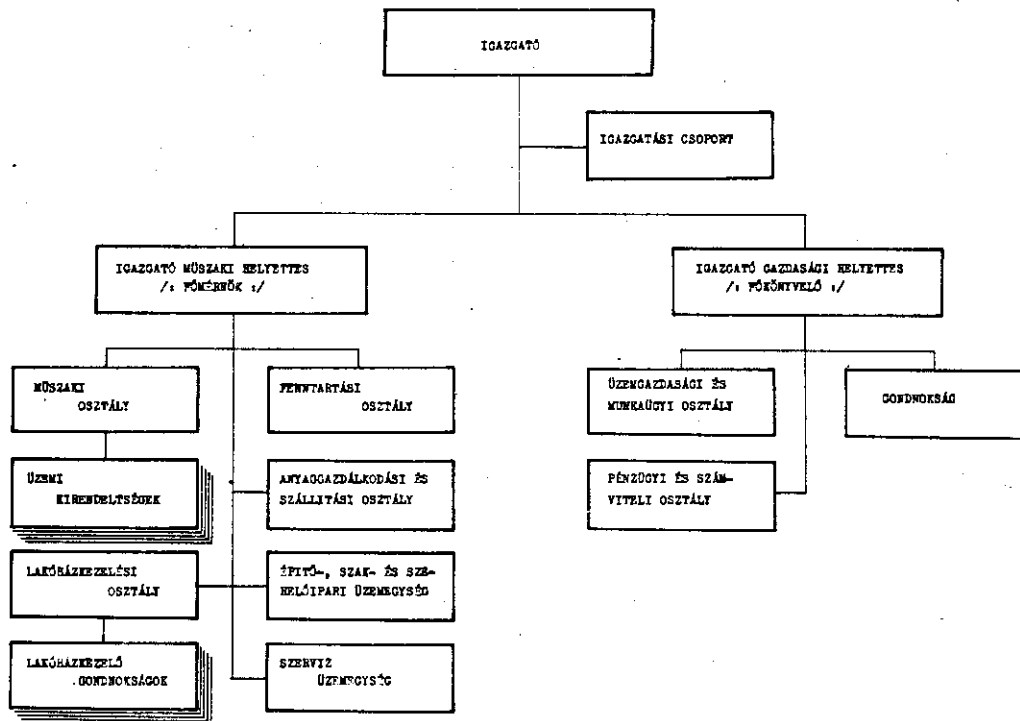 IGAZGATÓ
IGAZGATÁSI CSOPORT
IGAZGATÓ MŰSZAKI HELYETTES
/: FŐMÉRNÖK :/
IGAZGATÓ GAZDASÁGI HELYETTES
/: FŐKÖNYVELŐ :/
MŰSZAKI
OSZTÁLY
FENNTARTÁSI
OSZTÁLY
ÜZEMGAZDASÁGI ÉS
MUNKAÜGYI OSZTÁLY
GONDNOKSÁG
ÜZEMI
KIRENDELTSÉGEK
ANYAGGAZDÁLKODÁSI ÉS
SZÁLLITÁSI OSZTÁLY
PÉNZÜGYI ÉS SZÁM-
VITELI OSZTÁLY
LAKÓHÁZKEZELÉSI
OSZTÁLY
ÉPITŐ-, SZAK- ÉS SZE-
RELŐIPARI ÜZEMEGYSÉG
LAKÓHÁZKEZELŐ
GONDNOKSÁGOK
SZERVIZ
ÜZEMEGYSÉG